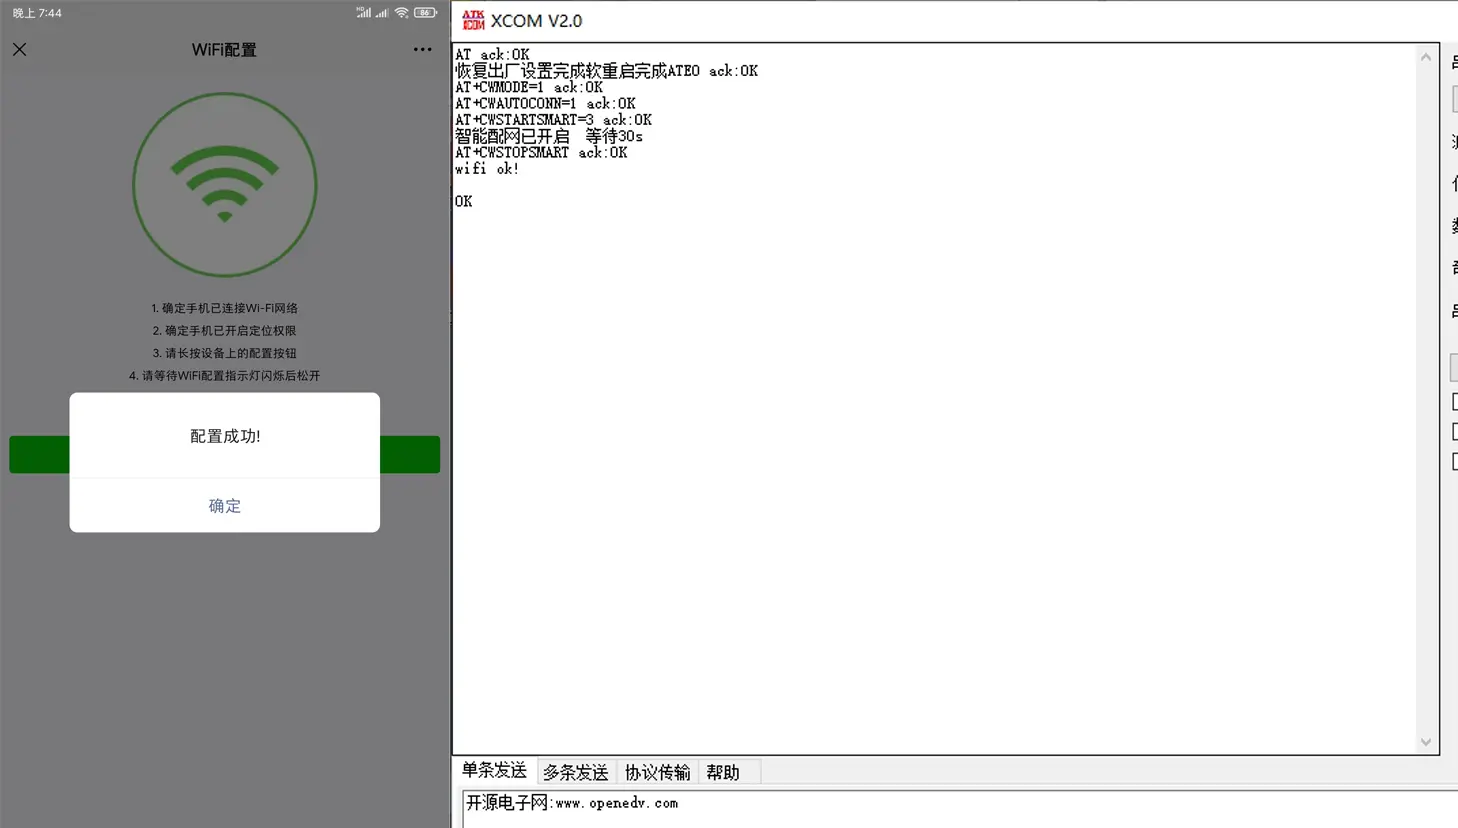 晚上 7:44
HD
86
WiFi配置
1. 确定手机已连接Wi-Fi网络
2. 确定手机已开启定位权限
3. 请长按设备上的配置按钮
4. 请等待WiFi配置指示灯闪烁后松开
配置成功!
确定
ATK
XCOM
XCOM V2.0
AT ack:OK
恢复出厂设置完成软重启完成ATE0 ack:OK
AT+CWMODE=1 ack:OK
AT+CWAUTOCONN=1 ack:OK
AT+CWSTARTSMART=3 ack:OK
智能配网已开启 等待30s
AT+CWSTOPSMART ack:OK
wifi ok!
OK
单条发送 多条发送 协议传输 帮助
开源电子网:www.openedv.com